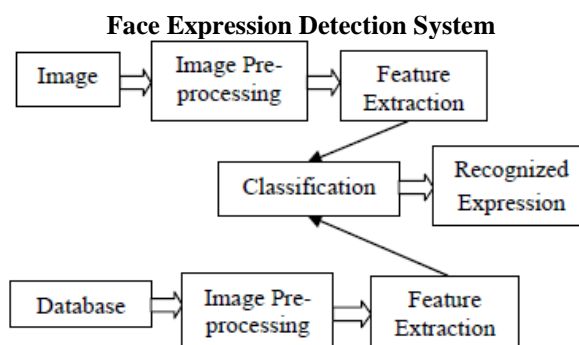 Face Expression Detection System
Image
Image Pre-
processing
Feature
Extraction
Classification
Recognized
Expression
Database
Image Pre-
processing
Feature
Extraction